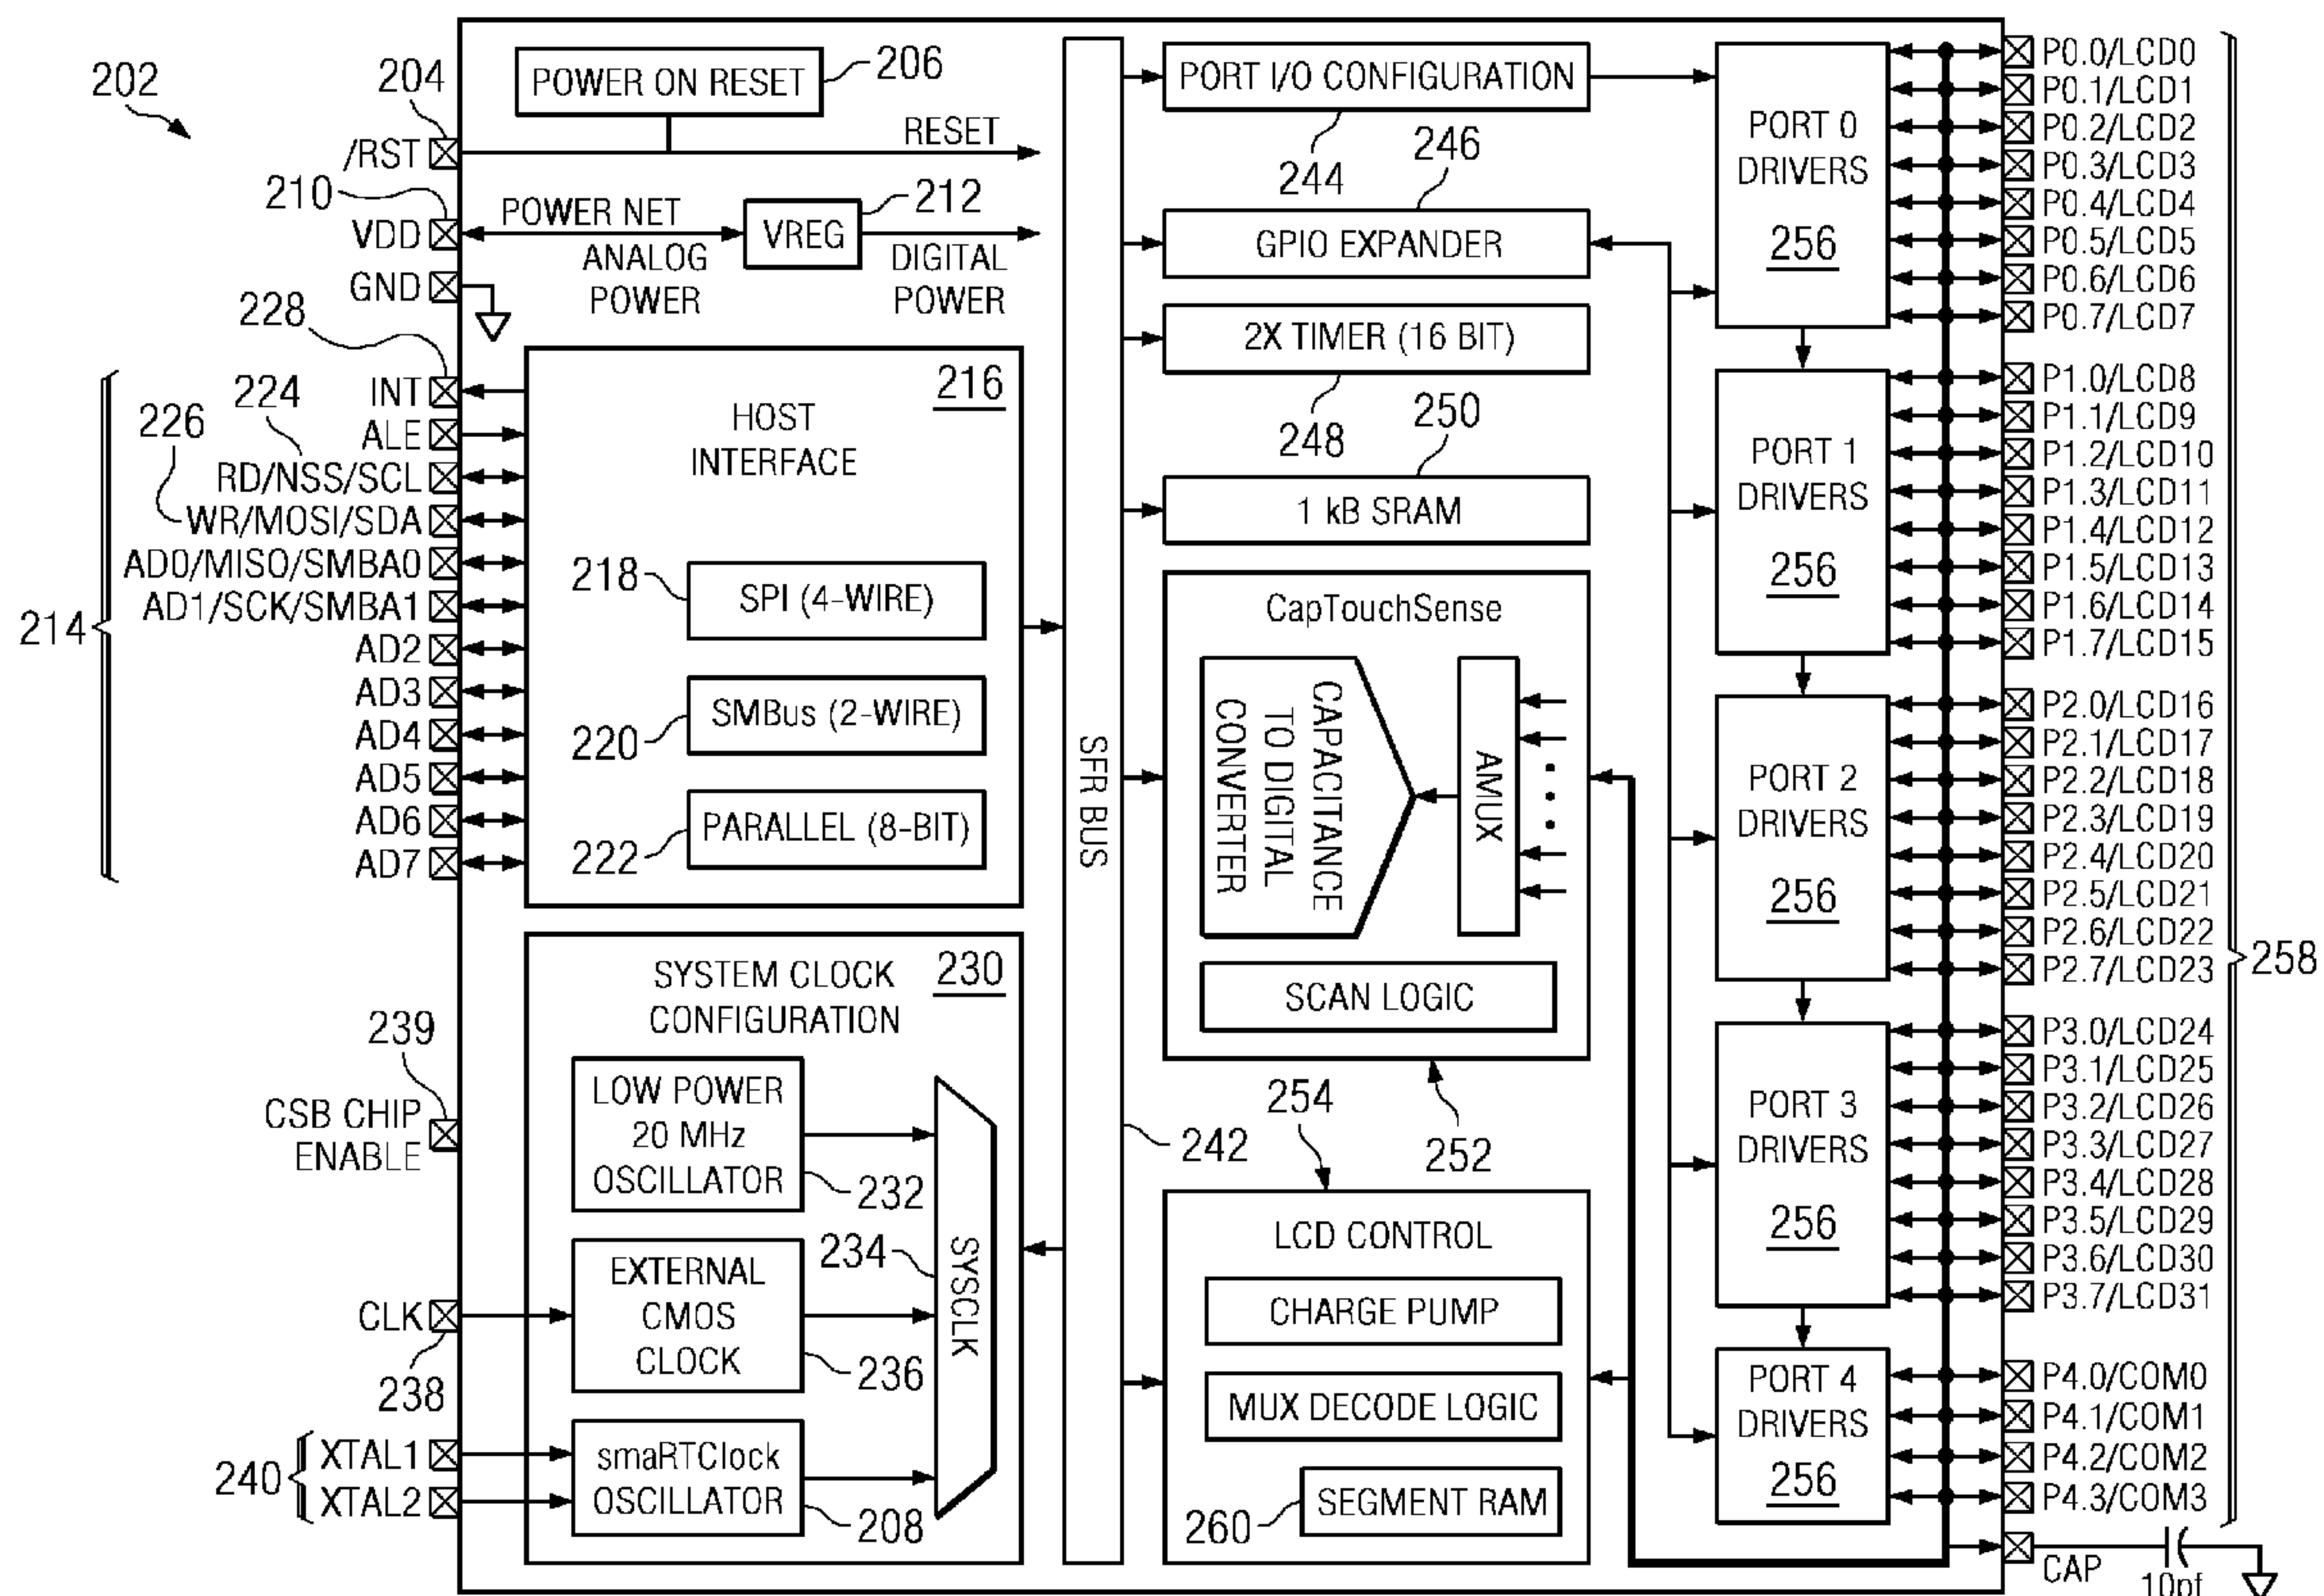 202
204
/RST
POWER ON RESET
206
RESET
210
VDD
POWER NET
ANALOG
POWER
VREG
212
DIGITAL
POWER
GND
228
214
INT
224
226
ALE
RD/NSS/SCL
WR/MOSI/SDA
AD0/MISO/SMBA0
AD1/SCK/SMBA1
AD2
AD3
AD4
AD5
AD6
AD7
216
HOST
INTERFACE
218
SPI (4-WIRE)
220
SMBus (2-WIRE)
222
PARALLEL (8-BIT)
239
CSB CHIP
ENABLE
CLK
238
240
XTAL1
XTAL2
SYSTEM CLOCK
CONFIGURATION
230
LOW POWER
20 MHz
OSCILLATOR
232
234
EXTERNAL
CMOS
CLOCK
236
smaRTClock
OSCILLATOR
208
SYSCLK
SFR BUS
242
PORT I/O CONFIGURATION
244
246
GPIO EXPANDER
2X TIMER (16 BIT)
248
250
1 kB SRAM
CapTouchSense
CAPACITANCE
TO DIGITAL
CONVERTER
AMUX
SCAN LOGIC
252
254
LCD CONTROL
CHARGE PUMP
MUX DECODE LOGIC
260
SEGMENT RAM
PORT 0
DRIVERS
256
PORT 1
DRIVERS
256
PORT 2
DRIVERS
256
PORT 3
DRIVERS
256
PORT 4
DRIVERS
256
P0.0/LCD0
P0.1/LCD1
P0.2/LCD2
P0.3/LCD3
P0.4/LCD4
P0.5/LCD5
P0.6/LCD6
P0.7/LCD7
P1.0/LCD8
P1.1/LCD9
P1.2/LCD10
P1.3/LCD11
P1.4/LCD12
P1.5/LCD13
P1.6/LCD14
P1.7/LCD15
P2.0/LCD16
P2.1/LCD17
P2.2/LCD18
P2.3/LCD19
P2.4/LCD20
P2.5/LCD21
P2.6/LCD22
P2.7/LCD23
258
P3.0/LCD24
P3.1/LCD25
P3.2/LCD26
P3.3/LCD27
P3.4/LCD28
P3.5/LCD29
P3.6/LCD30
P3.7/LCD31
P4.0/COM0
P4.1/COM1
P4.2/COM2
P4.3/COM3
CAP
10pf